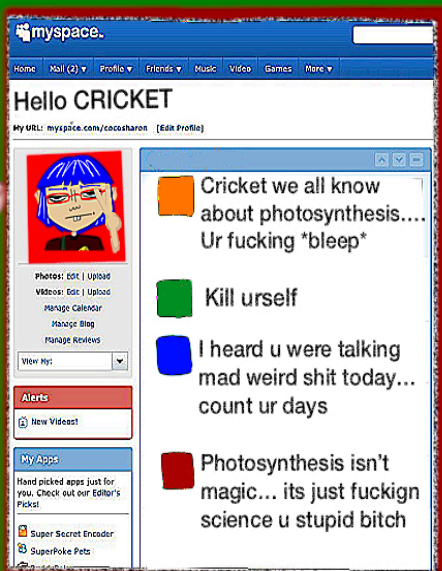 myspace.
Home Mail (2) Profile Friends Music Video Games More
Hello CRICKET
My URL: myspace.com/cocosharon [Edit Profile]
Cricket we all know
about photosynthesis....
Ur fucking *bleep*
Kill urself
I heard u were talking
mad weird shit today...
count ur days
Photosynthesis isn't
magic... its just fuckign
science u stupid bitch
Photos: Edit | Upload
Videos: Edit | Upload
Manage Calendar
Manage Blog
Manage Reviews
View My:
Alerts
New Videos!
My Apps
Hand picked apps just for
you. Check out our Editor's
Picks!
Super Secret Encoder
SuperPoke Pets